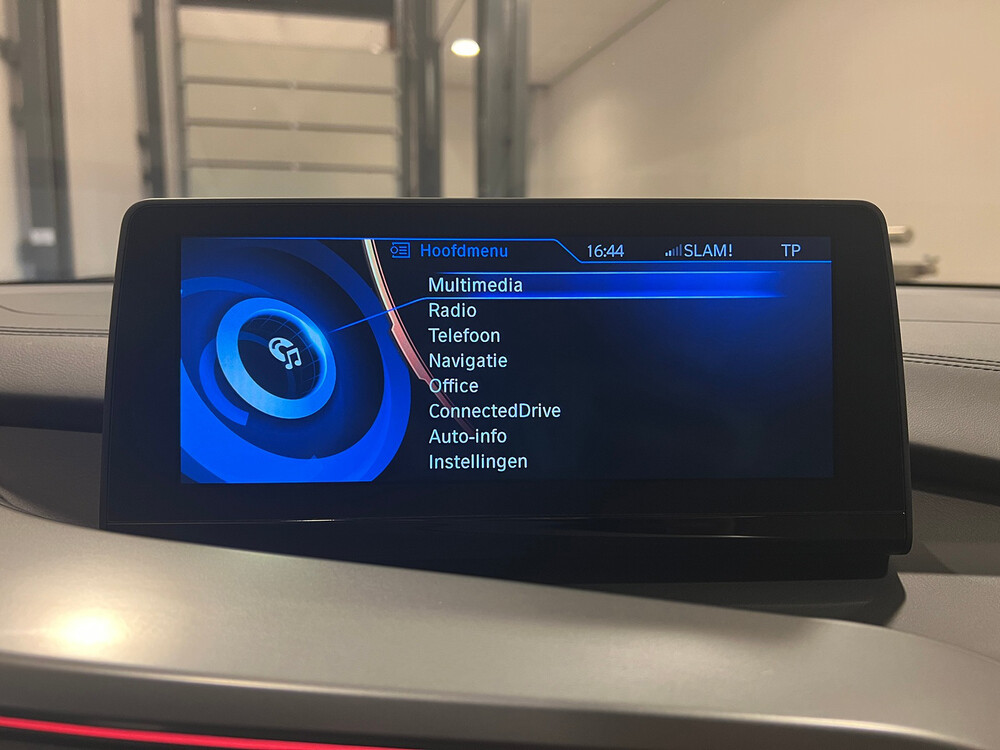 Hoofdmenu 16:44 SLAM! TP
Multimedia
Radio
Telefoon
Navigatie
Office
ConnectedDrive
Auto-info
Instellingen